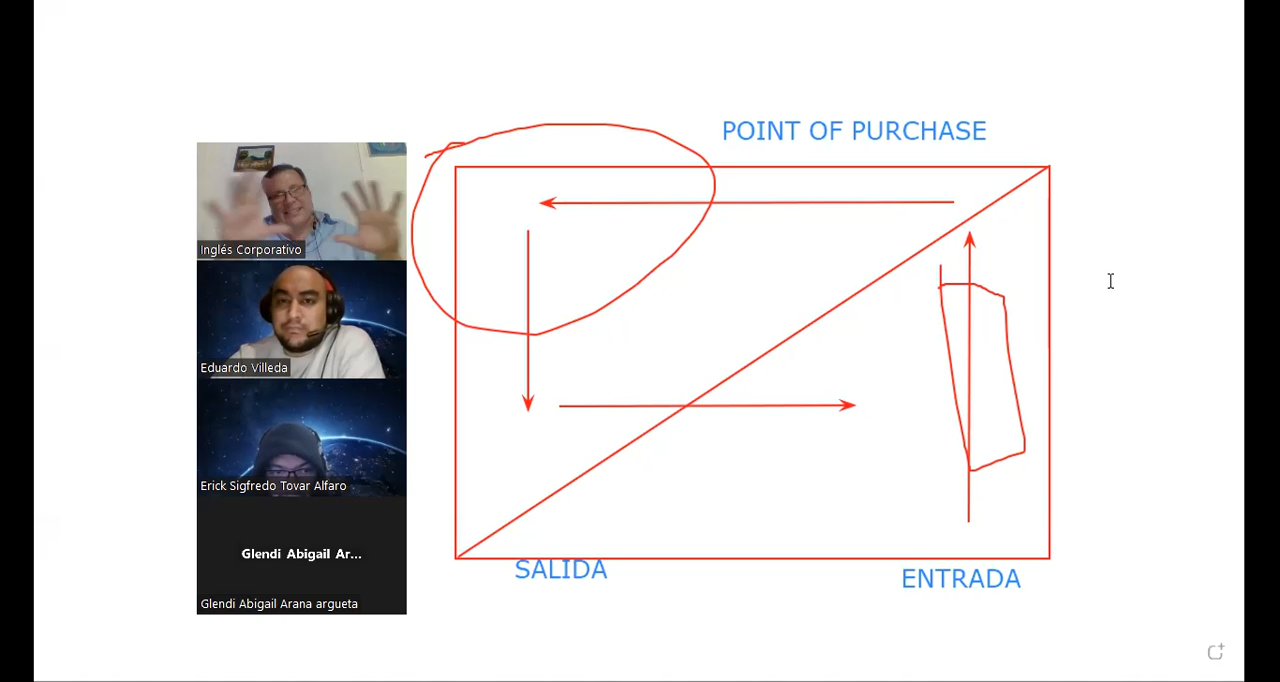 POINT OF PURCHASE
Inglés Corporativo
Eduardo Villeda
Erick Sigfredo Tovar Alfaro
Glendi Abigail Ar...
Glendi Abigail Arana argueta
SALIDA
ENTRADA